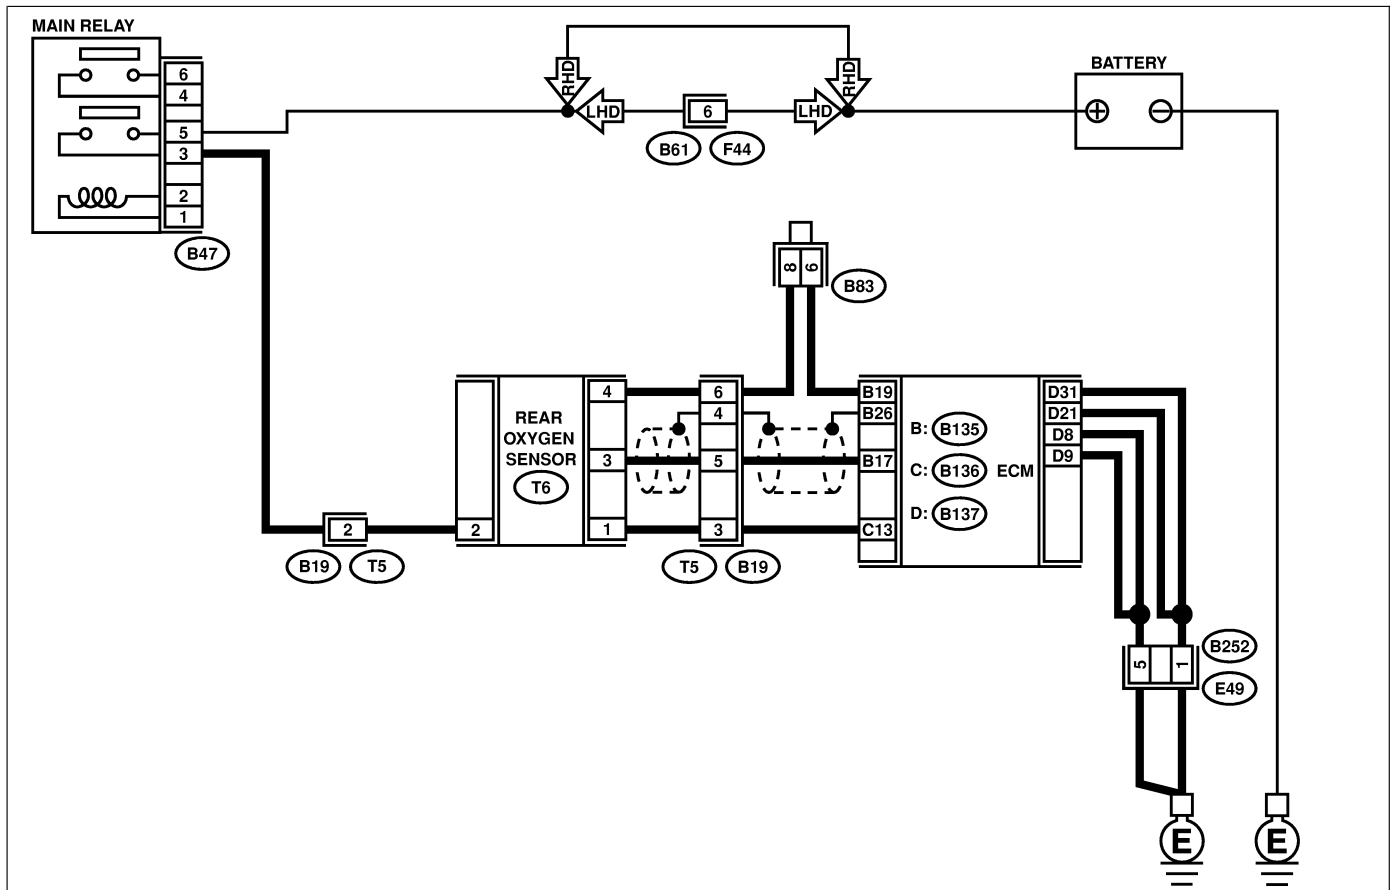 MAIN RELAY
6
4
5
3
2
1
B47
RHD
LHD
6
B61
F44
LHD
RHD
BATTERY
+
−
8
6
B83
2
B19
T5
2
REAR
OXYGEN
SENSOR
T6
4
3
1
6
4
5
3
T5
B19
B19
B26
B17
C13
B: B135
C: B136
D: B137
ECM
D31
D21
D8
D9
5
1
B252
E49
E
E